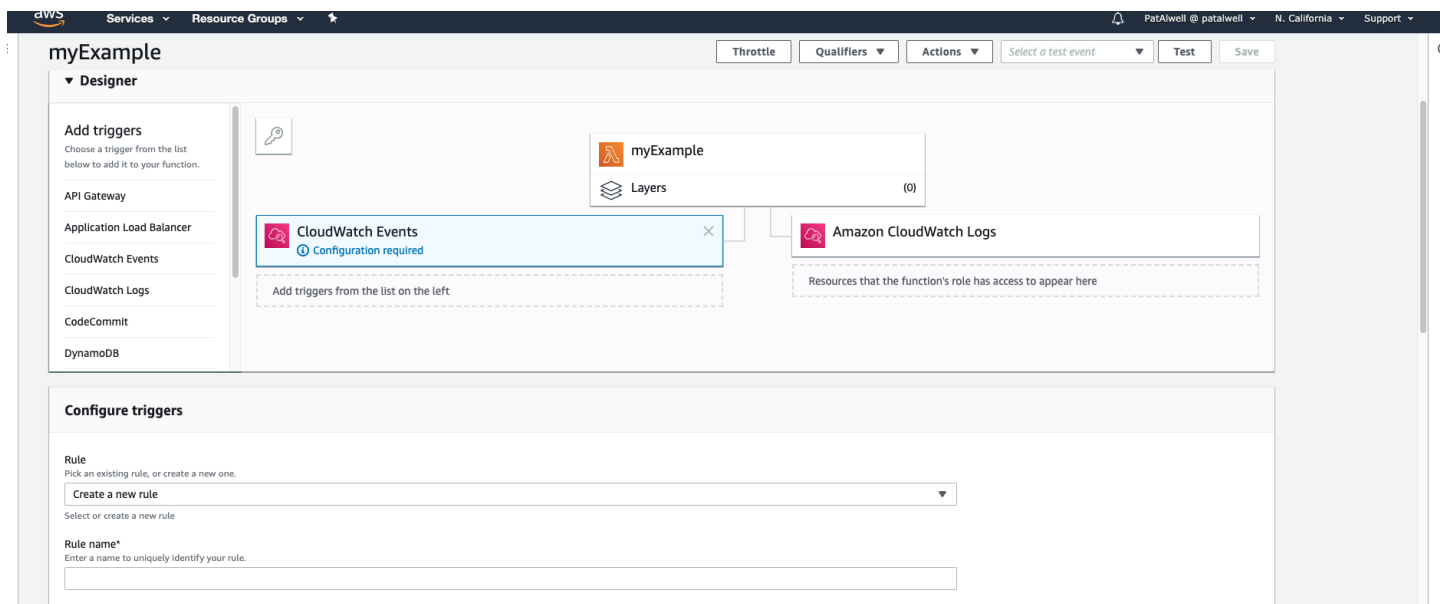 aws
Services
Resource Groups
PatAlwell @ patalwell
N. California
Support
myExample
Throttle
Qualifiers
Actions
Select a test event
Test
Save
Designer
Add triggers
Choose a trigger from the list
below to add it to your function.
API Gateway
Application Load Balancer
CloudWatch Events
CloudWatch Logs
CodeCommit
DynamoDB
myExample
Layers
(0)
CloudWatch Events
Configuration required
Add triggers from the list on the left
Amazon CloudWatch Logs
Resources that the function's role has access to appear here
Configure triggers
Rule
Pick an existing rule, or create a new one.
Create a new rule
Select or create a new rule
Rule name*
Enter a name to uniquely identify your rule.